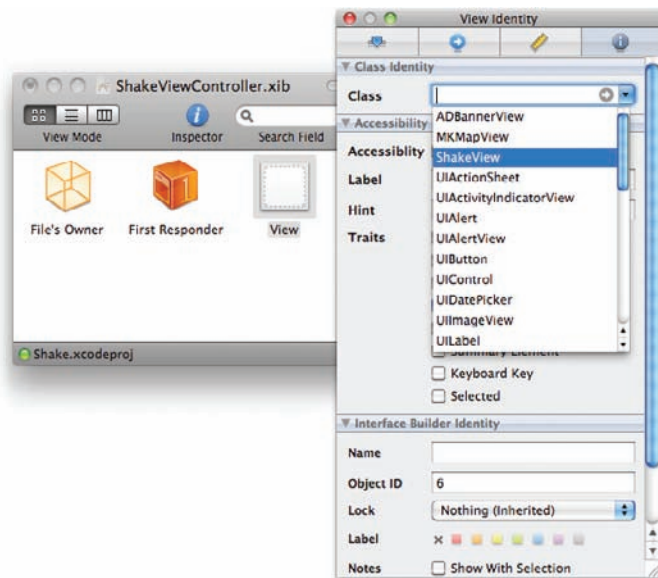 View Identity
Class Identity
Class
ADBannerView
MKMapView
ShakeView
UIActionSheet
UIActivityIndicatorView
UIAlert
UIAlertView
UIButton
UIControl
UIDatePicker
UIImageView
UILabel
Accessibility
Accessiblity
Label
Hint
Traits
Summary Element
Keyboard Key
Selected
Interface Builder Identity
Name
Object ID 6
Lock Nothing (Inherited)
Label
Notes Show With Selection
ShakeViewController.xib
View Mode Inspector Search Field
File's Owner First Responder View
Shake.xcodeproj